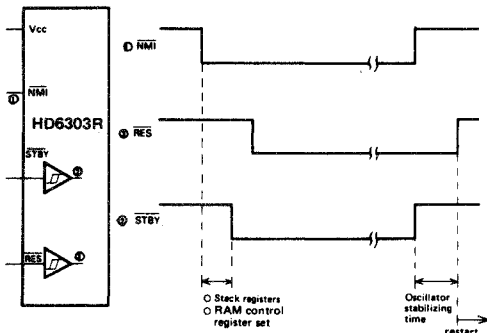 Vcc
① NMI
HD6303R
STBY
②
RES
③
① NMI
③ RES
② STBY
○ Stack registers
○ RAM control
register set
Oscillator
stabilizing
time
restart